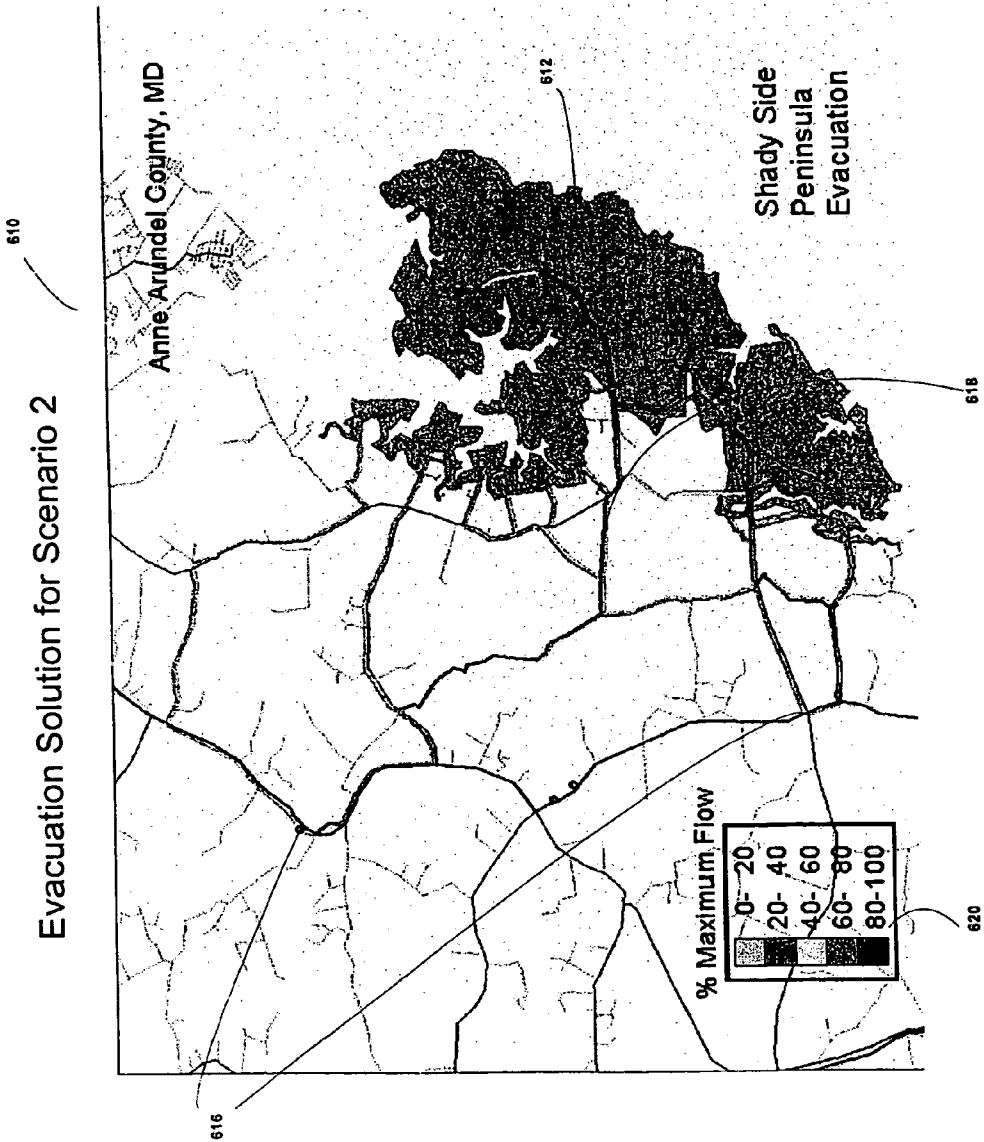 Evacuation Solution for Scenario 2
610
Anne Arundel County, MD
612
Shady Side
Peninsula
Evacuation
618
616
% Maximum Flow
0- 20
20- 40
40- 60
60- 80
80-100
620